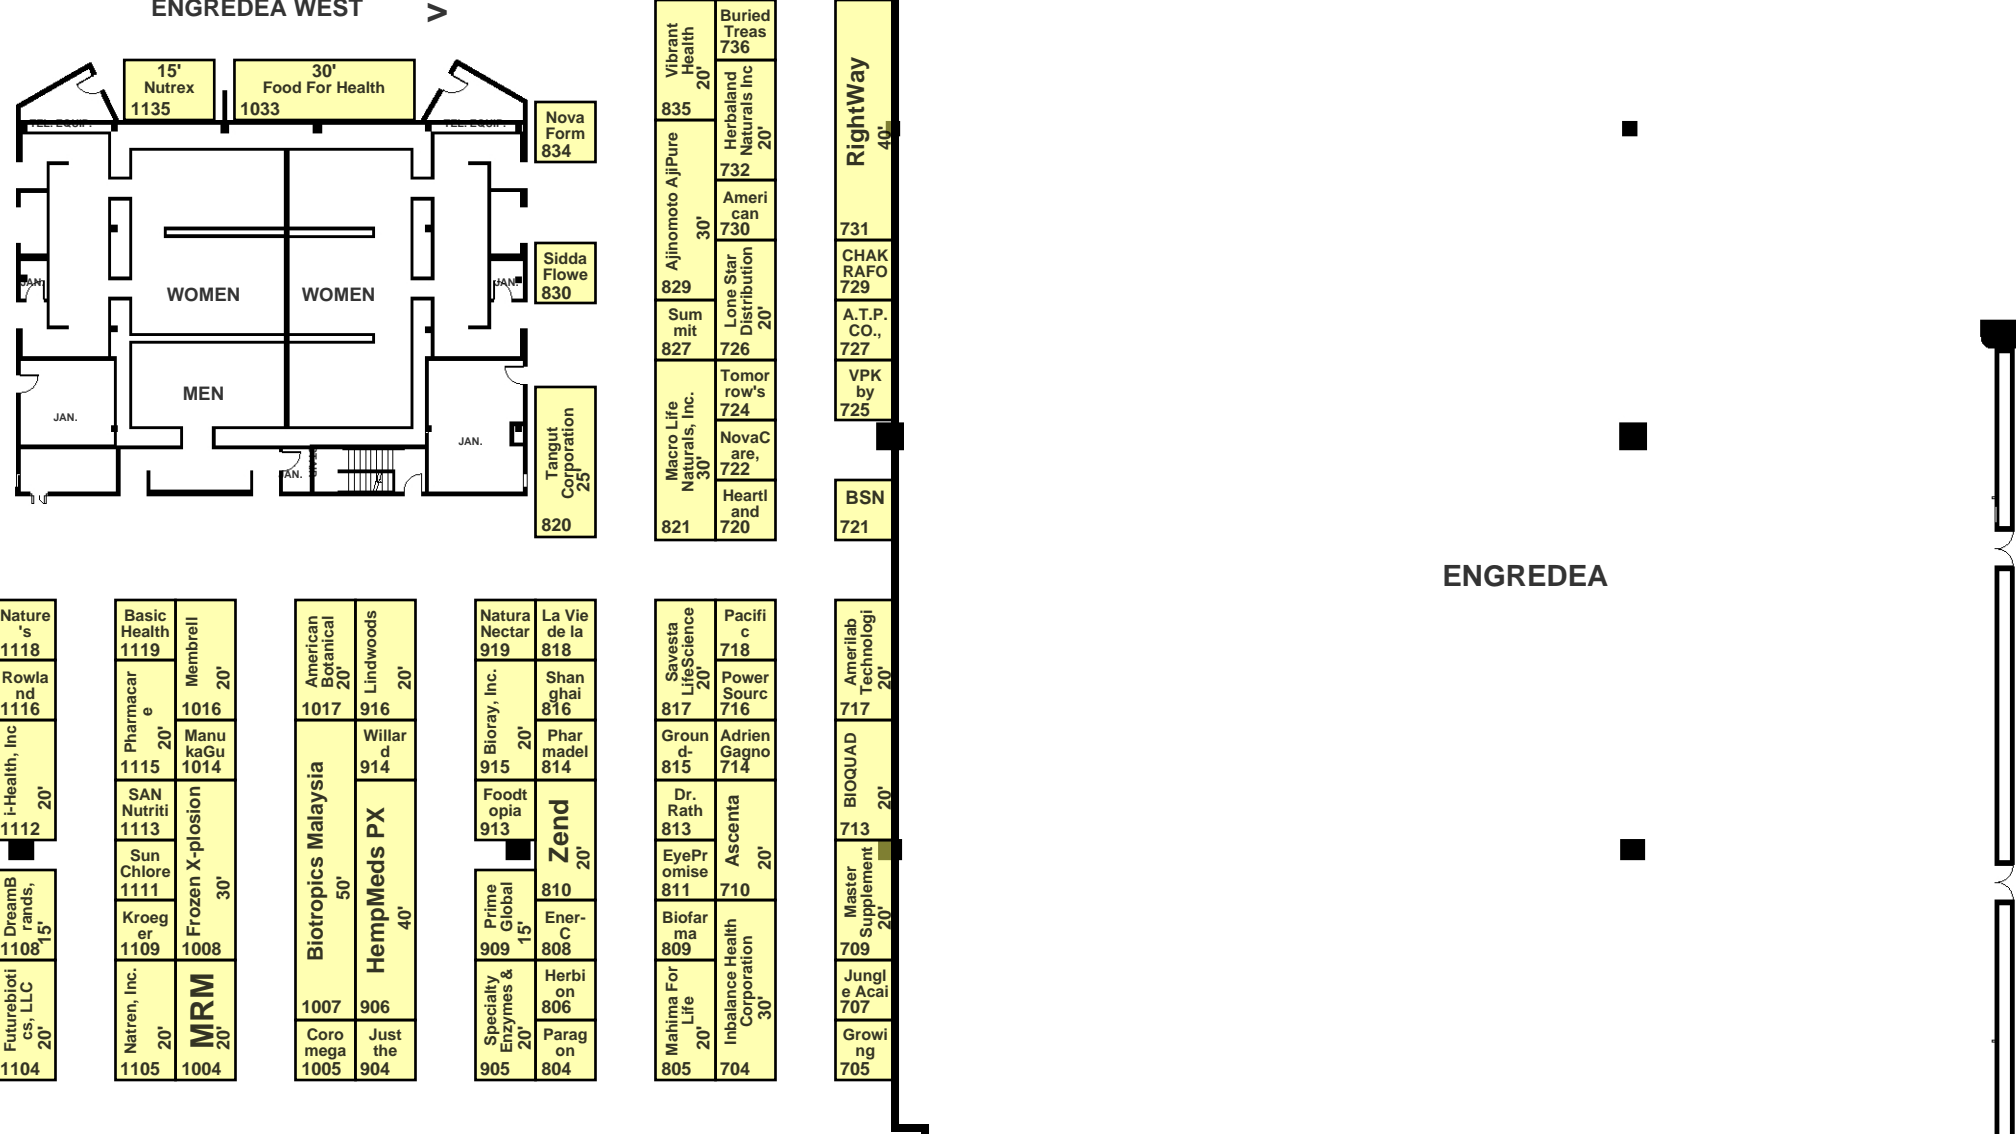 ENGREDEA WEST >
15'
Nutrex
1135
30'
Food For Health
1033
TEL. EQUIP.
TEL. EQUIP.
JAN.
JAN.
WOMEN
WOMEN
MEN
JAN.
JAN.
JAN.
Nova
Form
834
Sidda
Flowe
830
Tangut
Corporation
25'
820
Vibrant
Health
20'
835
Ajinomoto AjiPure
30'
829
Sum
mit
827
Macro Life
Naturals, Inc.
30'
821
Buried
Treas
736
Herbaland
Naturals Inc
20'
732
Ameri
can
730
Lone Star
Distribution
20'
726
Tomor
row's
724
NovaC
are,
722
Heartl
and
720
RightWay
40'
731
CHAK
RAFO
729
A.T.P.
CO.,
727
VPK
by
725
BSN
721
ENGREDEA
Nature
's
1118
Rowla
nd
1116
i-Health, Inc
20'
1112
DreamB
rands,
15'
1108
Futurebioti
cs, LLC
20'
1104
Basic
Health
1119
Pharmacar
e
20'
1115
SAN
Nutriti
1113
Sun
Chlore
1111
Kroeg
er
1109
Natren, Inc.
20'
1105
Membrell
20'
1016
Manu
kaGu
1014
Frozen X-plosion
30'
1008
MRM
20'
1004
American
Botanical
20'
1017
Biotropics Malaysia
50'
1007
Coro
mega
1005
Lindwoods
20'
916
Willar
d
914
HempMeds PX
40'
906
Just
the
904
Natura
Nectar
919
Bioray, Inc.
20'
915
Foodt
opia
913
Prime
Global
15'
909
Specialty
Enzymes &
20'
905
La Vie
de la
818
Shan
ghai
816
Phar
madel
814
Zend
20'
810
Ener-
C
808
Herbi
on
806
Parag
on
804
Savesta
LifeScience
20'
817
Groun
d-
815
Dr.
Rath
813
EyePr
omise
811
Biofar
ma
809
Mahima For
Life
20'
805
Pacifi
c
718
Power
Sourc
716
Adrien
Gagno
714
Ascenta
20'
710
Inbalance Health
Corporation
30'
704
Amerilab
Technologi
20'
717
BIOQUAD
20'
713
Master
Supplement
20'
709
Jungl
e Acai
707
Growi
ng
705